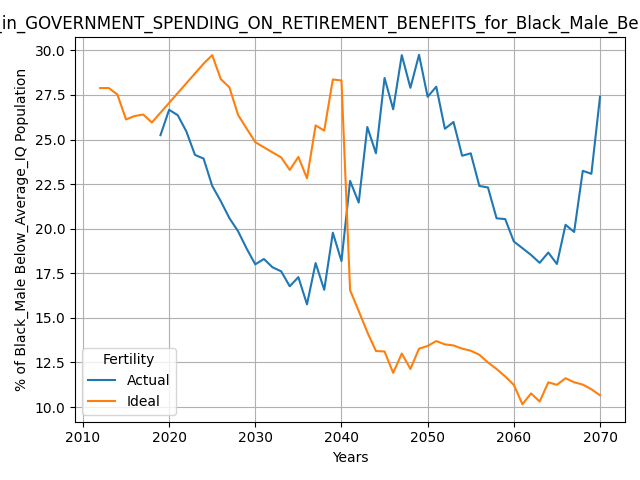 _in_GOVERNMENT_SPENDING_ON_RETIREMENT_BENEFITS_for_Black_Male_Be
% of Black_Male Below_Average_IQ Population
30.0
27.5
25.0
22.5
20.0
17.5
15.0
12.5
10.0
Fertility
Actual
Ideal
2010 2020 2030 2040 2050 2060 2070
Years